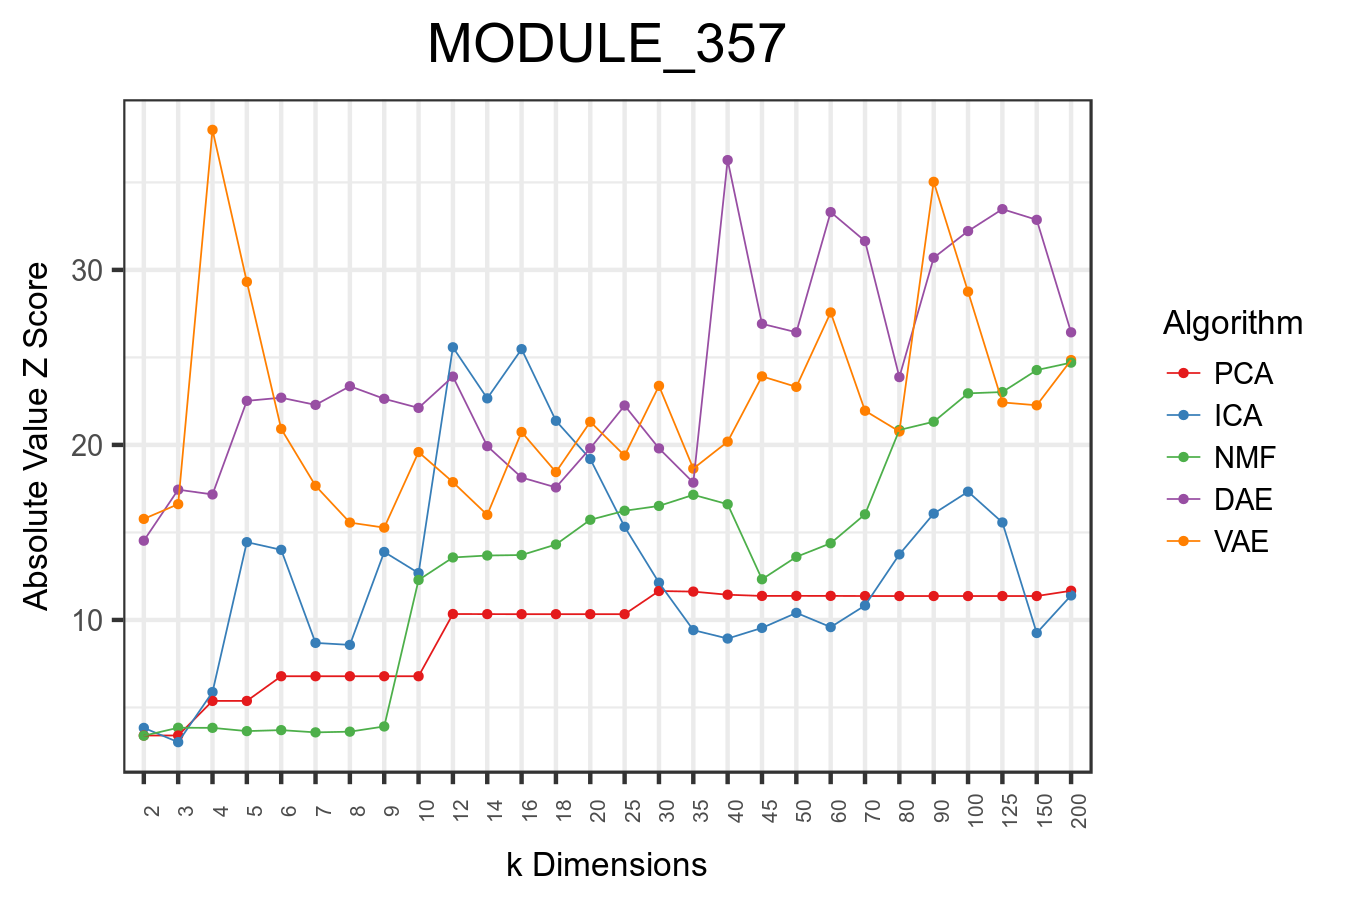 MODULE_357
Absolute Value Z Score
30
20
10
2 3 4 5 6 7 8 9 10 12 14 16 18 20 25 30 35 40 45 50 60 70 80 90 100 125 150 200
k Dimensions
Algorithm
PCA
ICA
NMF
DAE
VAE